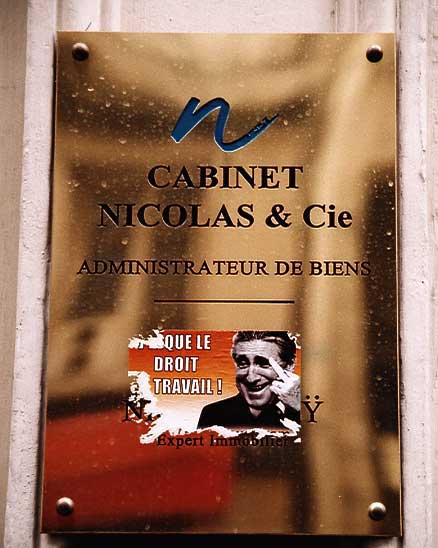 n
CABINET
NICOLAS & Cie
ADMINISTRATEUR DE BIENS
QUE LE
DROIT
TRAVAIL !
N. Ÿ
Expert Immobilier